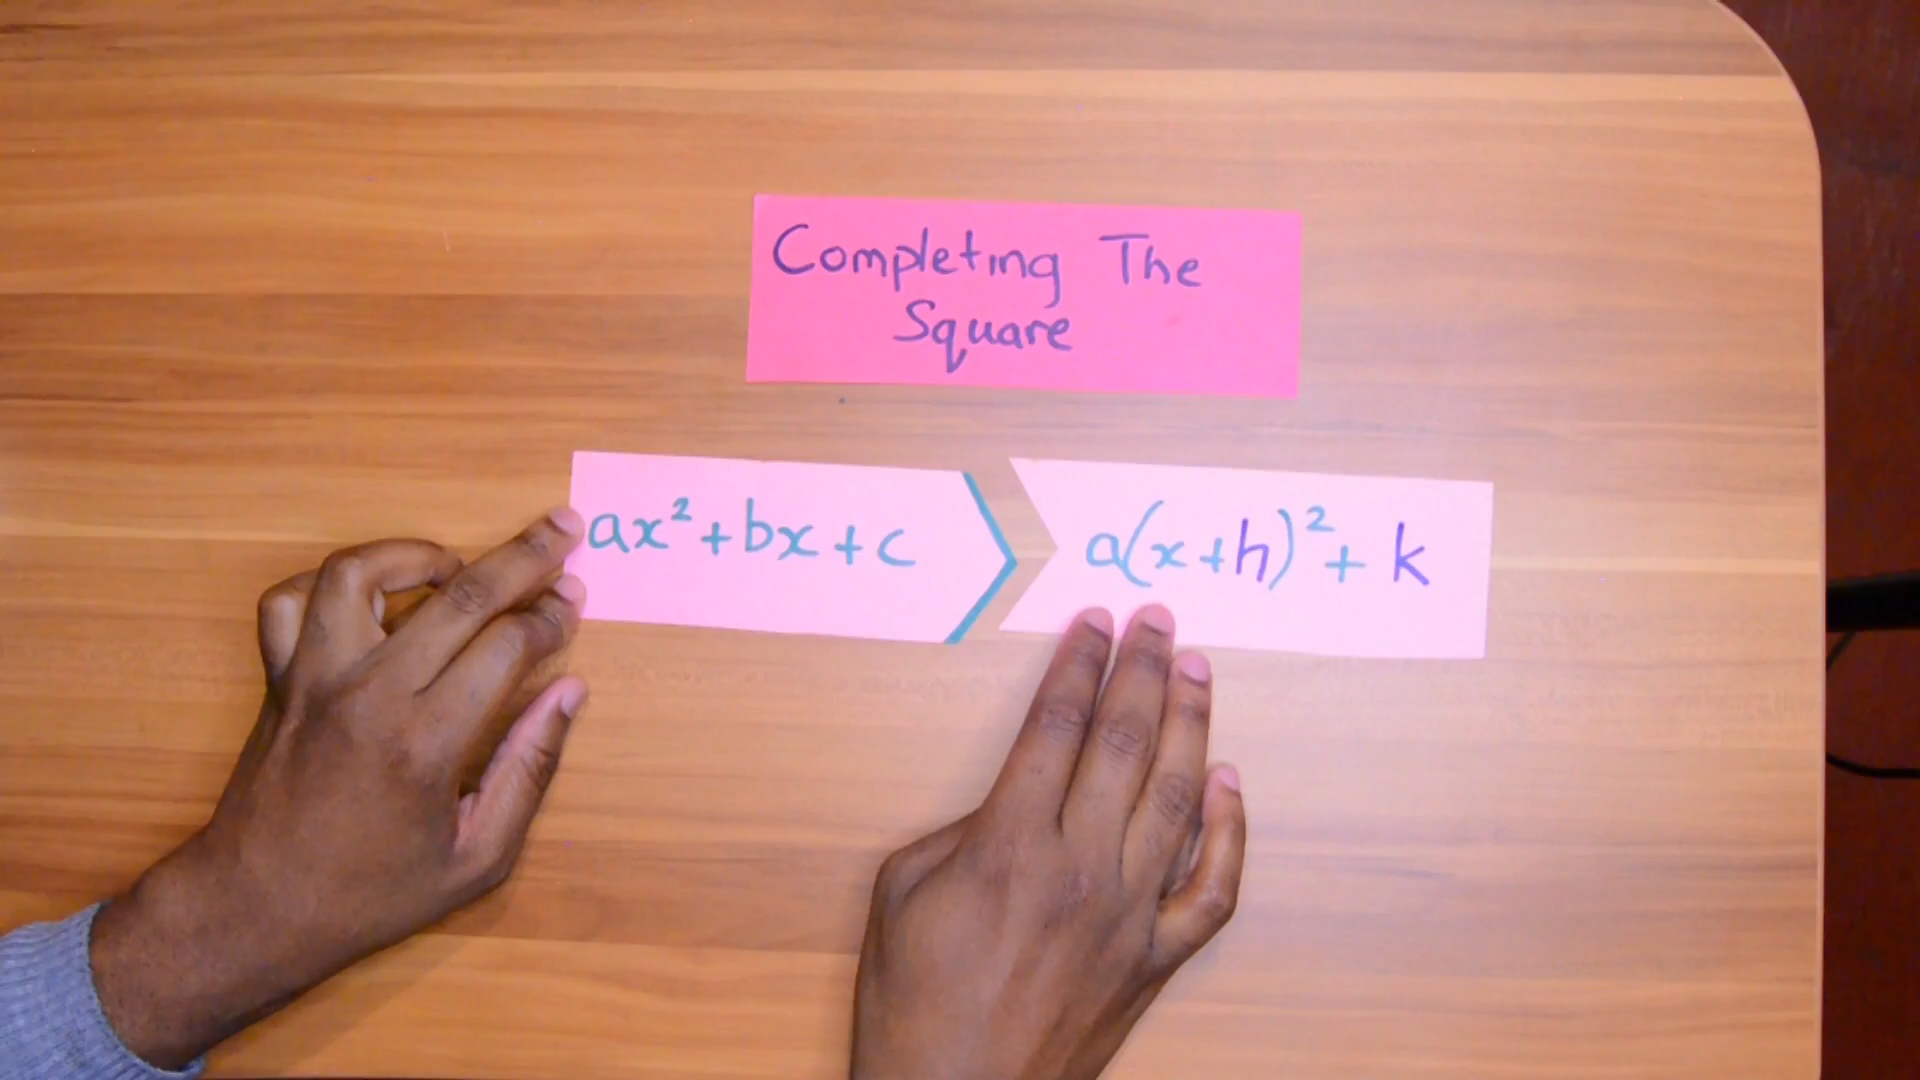 Completing The
Square
ax²+bx+c
a(x+h)²+ k